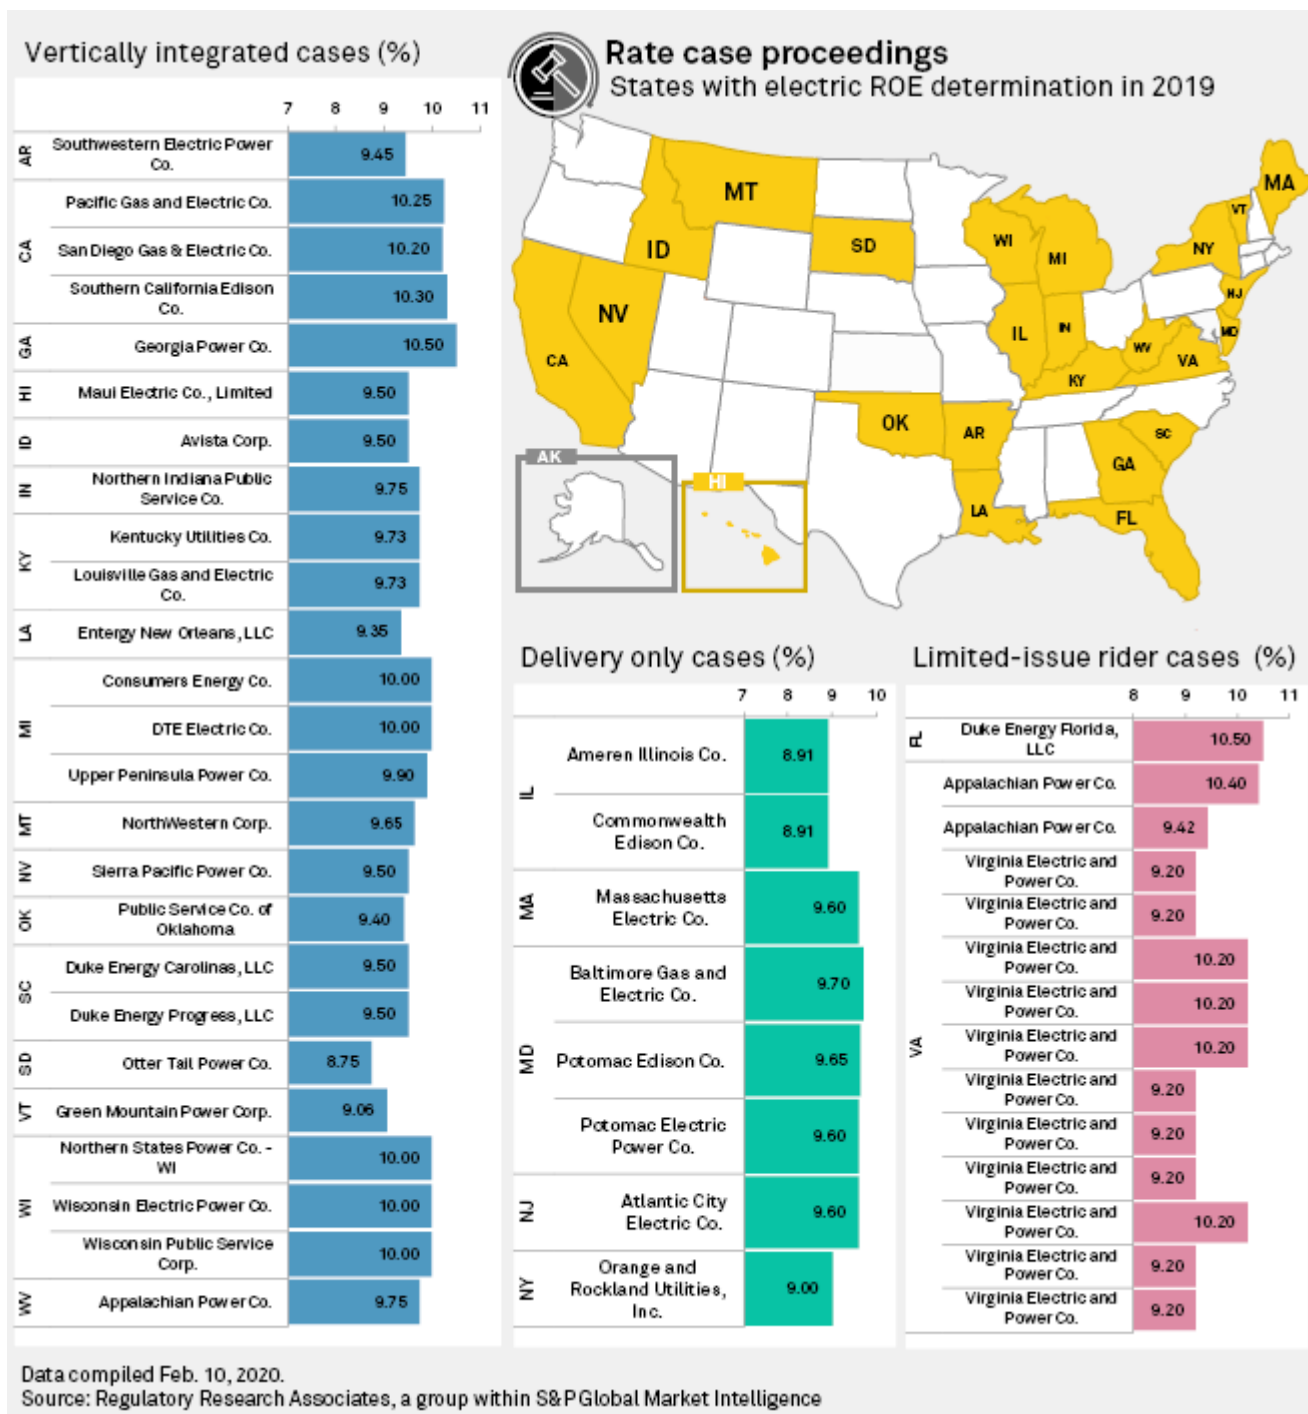 Vertically integrated cases (%)
7 8 9 10 11
AR
Southwestern Electric Power
Co.
9.45
CA
Pacific Gas and Electric Co.
10.25
San Diego Gas & Electric Co.
10.20
Southern California Edison
Co.
10.30
GA
Georgia Power Co.
10.50
HI
Maui Electric Co., Limited
9.50
ID
Avista Corp.
9.50
IN
Northern Indiana Public
Service Co.
9.75
KY
Kentucky Utilities Co.
9.73
Louisville Gas and Electric
Co.
9.73
LA
Entergy New Orleans, LLC
9.35
MI
Consumers Energy Co.
10.00
DTE Electric Co.
10.00
Upper Peninsula Power Co.
9.90
MT
NorthWestern Corp.
9.65
NV
Sierra Pacific Power Co.
9.50
OK
Public Service Co. of
Oklahoma
9.40
SC
Duke Energy Carolinas, LLC
9.50
Duke Energy Progress, LLC
9.50
SD
Otter Tail Power Co.
8.75
VT
Green Mountain Power Corp.
9.06
WI
Northern States Power Co. -
WI
10.00
Wisconsin Electric Power Co.
10.00
Wisconsin Public Service
Corp.
10.00
WV
Appalachian Power Co.
9.75
Rate case proceedings
States with electric ROE determination in 2019
MT
MA
VT
ID
SD
WI
NY
MI
NV
NJ
IL
IN
MD
CA
WV
VA
KY
OK
AR
SC
GA
AK
HI
LA
FL
Delivery only cases (%)
7 8 9 10
IL
Ameren Illinois Co.
8.91
Commonwealth
Edison Co.
8.91
MA
Massachusetts
Electric Co.
9.60
MD
Baltimore Gas and
Electric Co.
9.70
Potomac Edison Co.
9.65
Potomac Electric
Power Co.
9.60
NJ
Atlantic City
Electric Co.
9.60
NY
Orange and
Rockland Utilities,
Inc.
9.00
Limited-issue rider cases (%)
8 9 10 11
FL
Duke Energy Florida,
LLC
10.50
VA
Appalachian Power Co.
10.40
Appalachian Power Co.
9.42
Virginia Electric and
Power Co.
9.20
Virginia Electric and
Power Co.
9.20
Virginia Electric and
Power Co.
10.20
Virginia Electric and
Power Co.
10.20
Virginia Electric and
Power Co.
10.20
Virginia Electric and
Power Co.
9.20
Virginia Electric and
Power Co.
9.20
Virginia Electric and
Power Co.
9.20
Virginia Electric and
Power Co.
10.20
Virginia Electric and
Power Co.
9.20
Virginia Electric and
Power Co.
9.20
Data compiled Feb. 10, 2020.
Source: Regulatory Research Associates, a group within S&P Global Market Intelligence